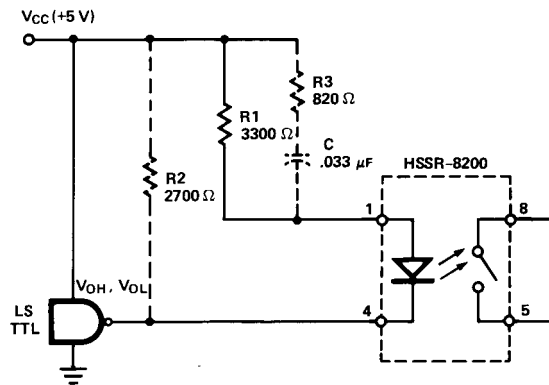 VCC (+5 V)
R3
820 Ω
R1
3300 Ω
C
.033 μF
HSSR-8200
R2
2700 Ω
1
8
VOH , VOL
LS
TTL
4
5